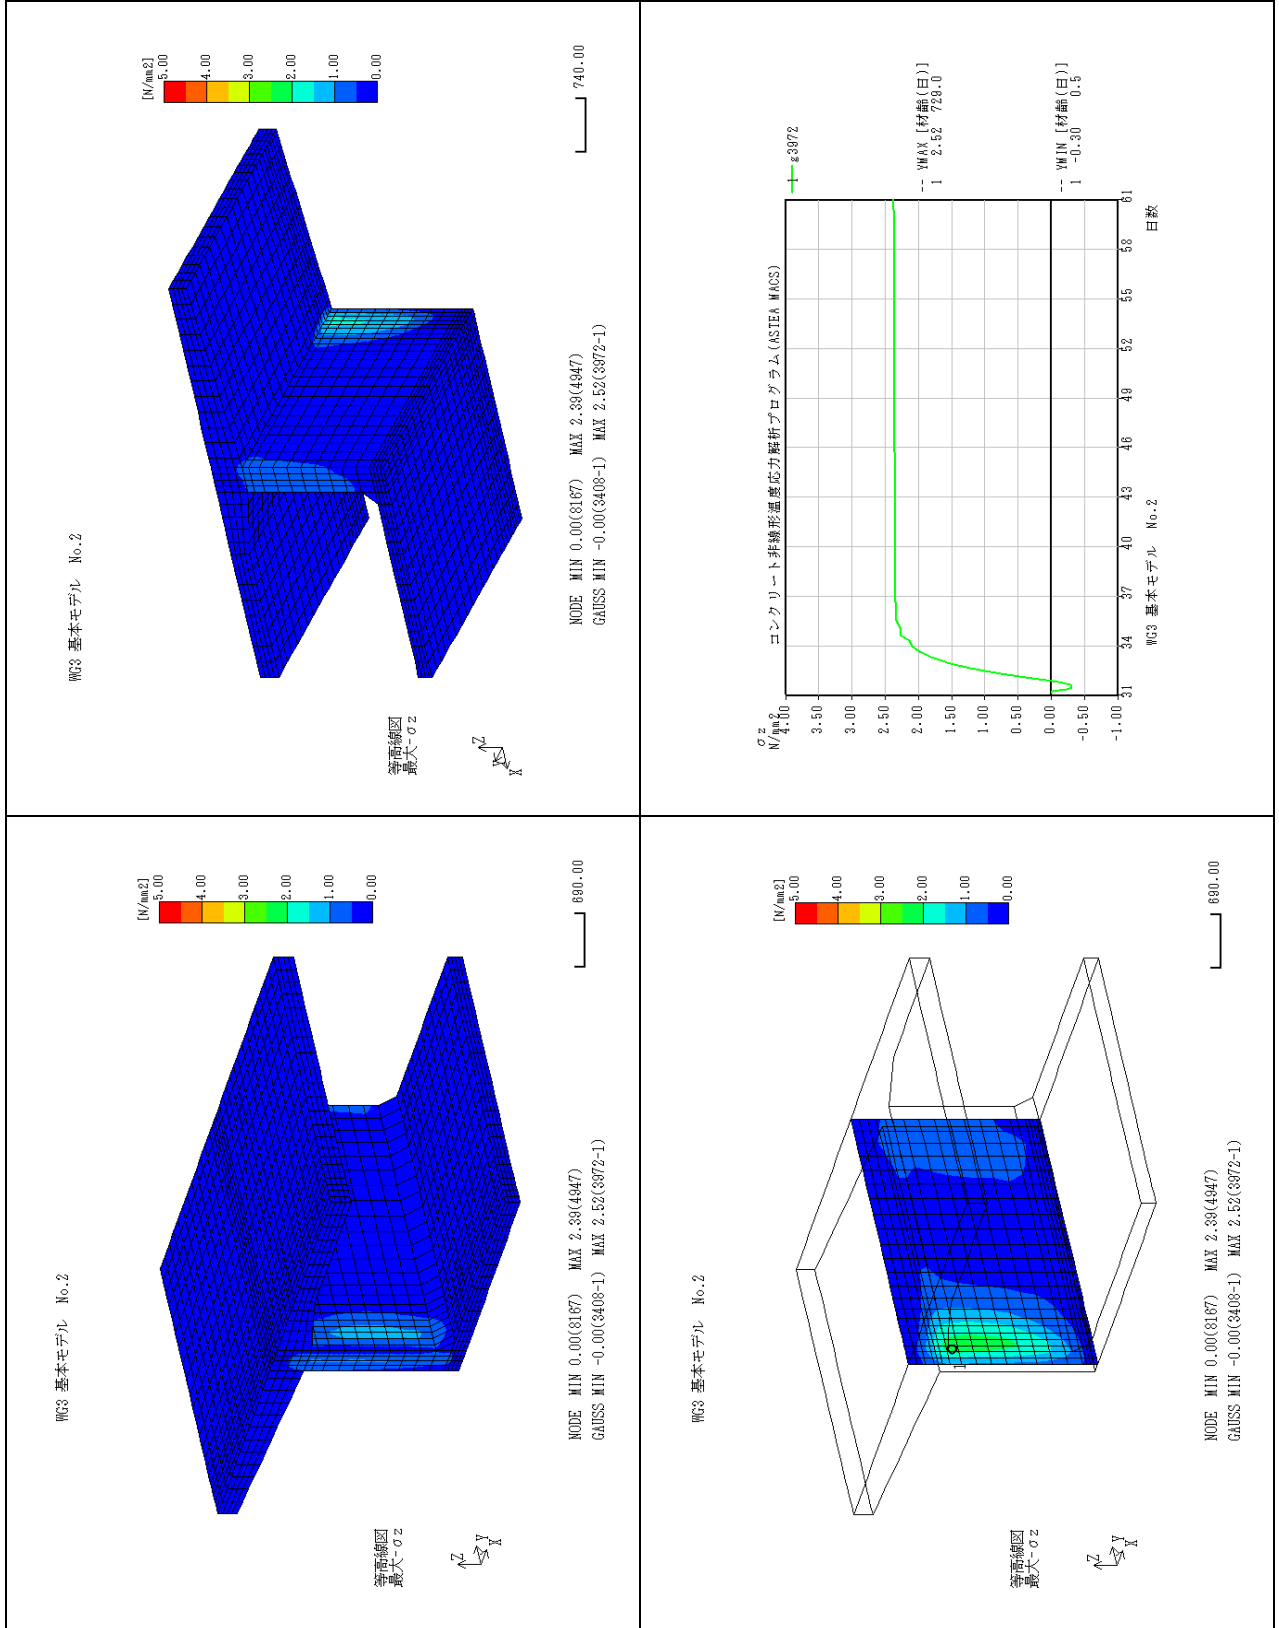 WG3 基本モデル No.2
[N/mm2]
5.00
4.00
3.00
2.00
1.00
0.00
740.00
等高線図
最大-σz
Z
Y
X
NODE MIN 0.00(8167) MAX 2.39(4947)
GAUSS MIN -0.00(3408-1) MAX 2.52(3972-1)
コンクリート非線形温度応力解析プログラム(ASTEA MACS)
σz
N/mm2
4.00
3.50
3.00
2.50
2.00
1.50
1.00
0.50
0.00
-0.50
-1.00
31
34
37
40
43
46
49
52
55
58
61
日数
1 g3972
-- YMAX [材齢(日)]
1 2.52 729.0
-- YMIN [材齢(日)]
1 -0.30 0.5
WG3 基本モデル No.2
WG3 基本モデル No.2
[N/mm2]
5.00
4.00
3.00
2.00
1.00
0.00
690.00
等高線図
最大-σz
Z
Y
X
NODE MIN 0.00(8167) MAX 2.39(4947)
GAUSS MIN -0.00(3408-1) MAX 2.52(3972-1)
WG3 基本モデル No.2
[N/mm2]
5.00
4.00
3.00
2.00
1.00
0.00
690.00
1
等高線図
最大-σz
Z
Y
X
NODE MIN 0.00(8167) MAX 2.39(4947)
GAUSS MIN -0.00(3408-1) MAX 2.52(3972-1)